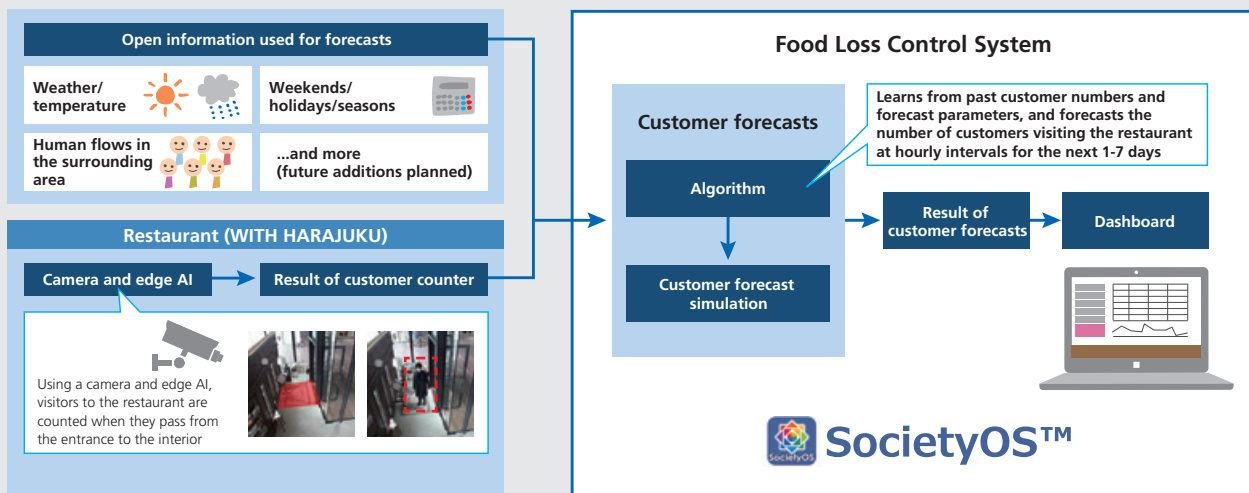 Open information used for forecasts
Weather/
temperature
Weekends/
holidays/seasons
Human flows in
the surrounding
area
...and more
(future additions planned)
Restaurant (WITH HARAJUKU)
Camera and edge AI
Result of customer counter
Using a camera and edge AI,
visitors to the restaurant are
counted when they pass from
the entrance to the interior
Food Loss Control System
Customer forecasts
Learns from past customer numbers and
forecast parameters, and forecasts the
number of customers visiting the restaurant
at hourly intervals for the next 1-7 days
Algorithm
Customer forecast
simulation
Result of
customer forecasts
Dashboard
SocietyOS
SocietyOS™